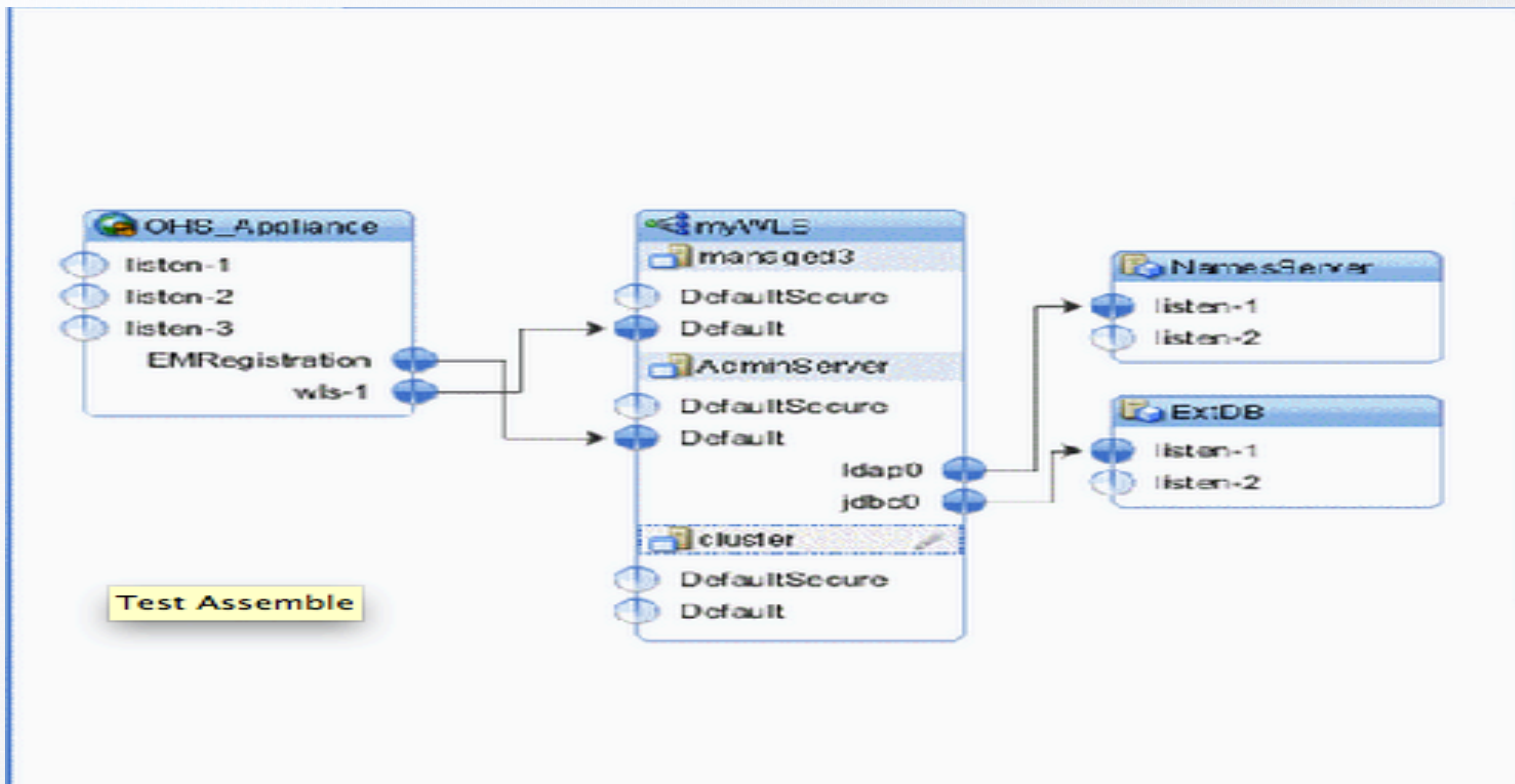 OHS_Appliance
listen-1
listen-2
listen-3
EMRegistration
wls-1
myWLS
managed3
DefaultSecure
Default
AdminServer
DefaultSecure
Default
ldap0
jdbc0
cluster
DefaultSecure
Default
NamesServer
listen-1
listen-2
ExtDB
listen-1
listen-2
Test Assemble